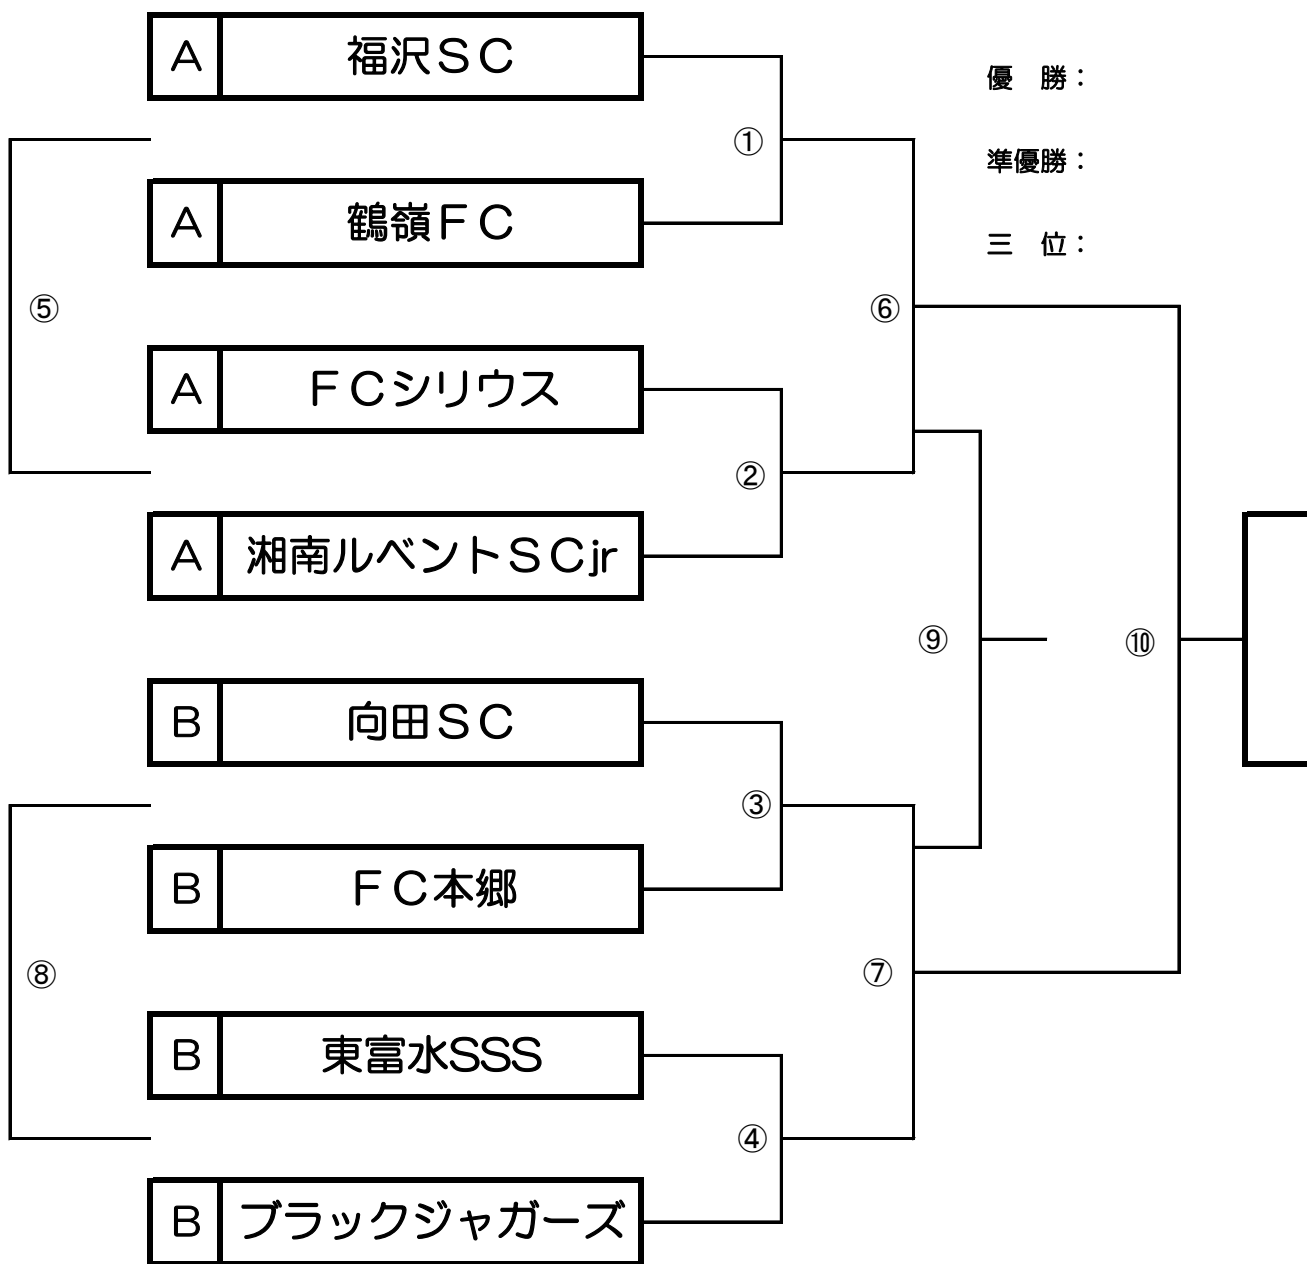 A 福沢ＳＣ
優　勝：
①
準優勝：
A 鶴嶺ＦＣ
三　位：
⑤
⑥
A ＦＣシリウス
②
A 湘南ルベントＳＣjr
⑨
⑩
B 向田ＳＣ
③
B ＦＣ本郷
⑧
⑦
B 東富水SSS
④
B ブラックジャガーズ